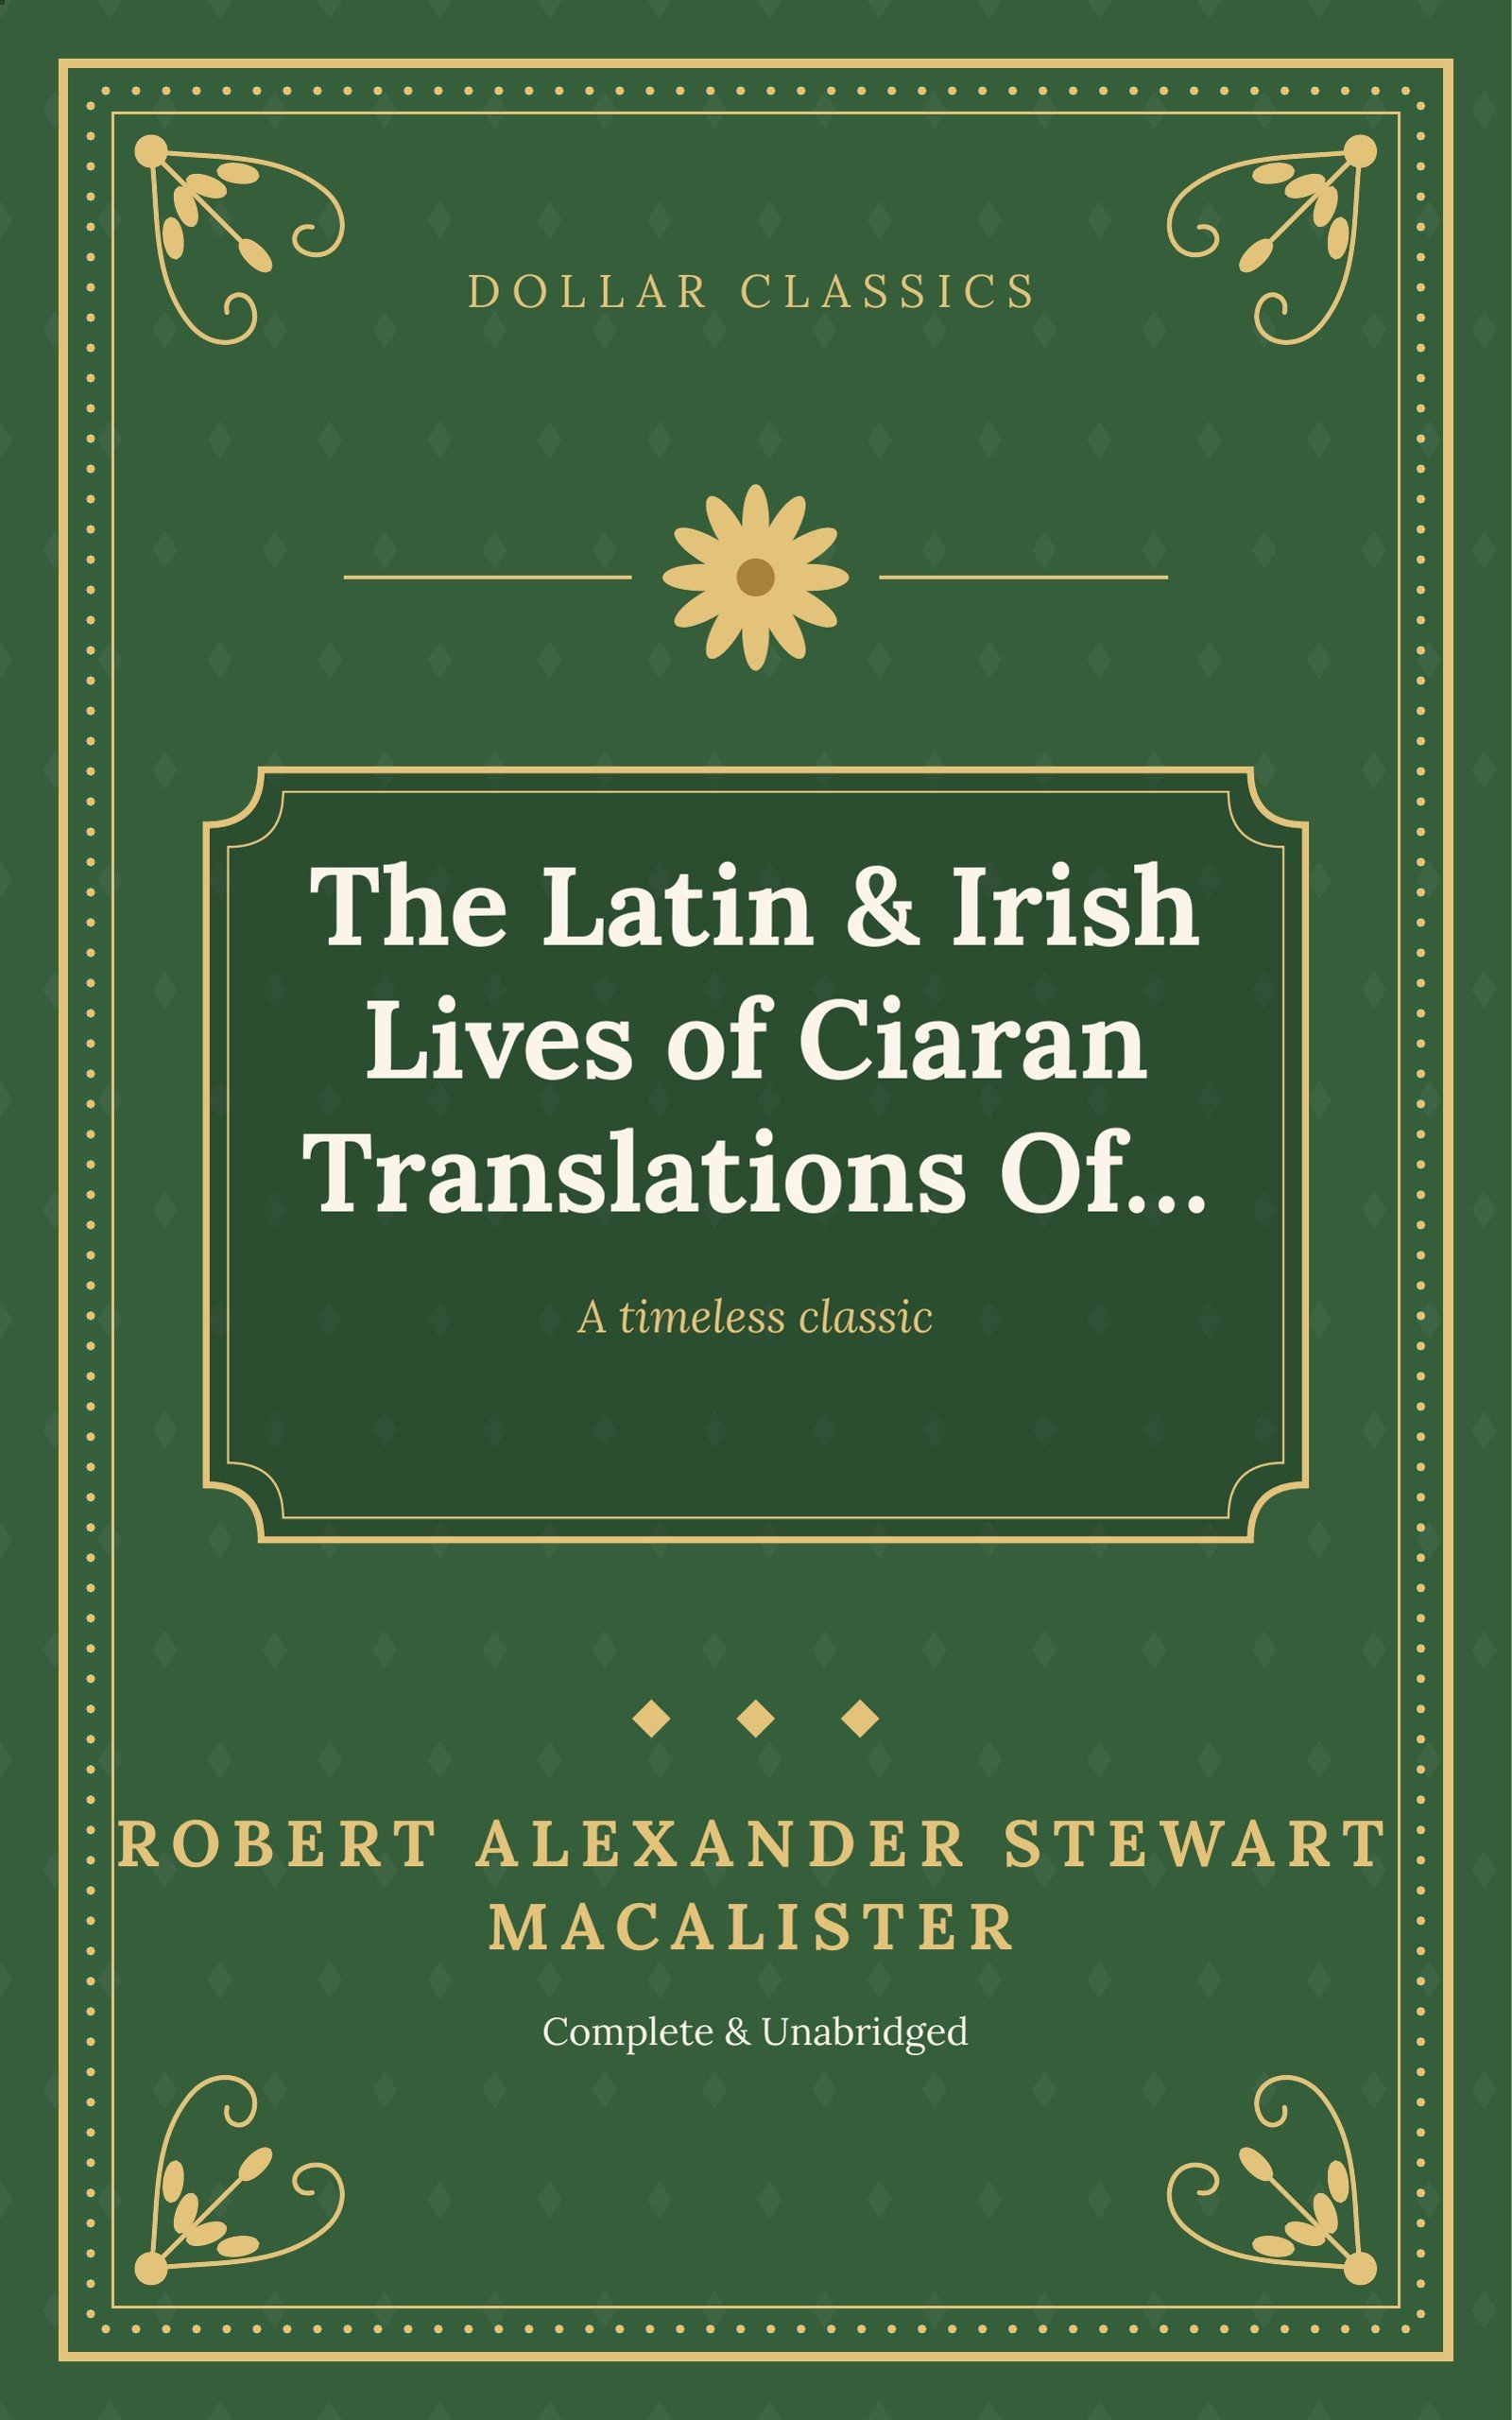 DOLLAR CLASSICS
The Latin & Irish
Lives of Ciaran
Translations Of...
A timeless classic
ROBERT ALEXANDER STEWART
MACALISTER
Complete & Unabridged